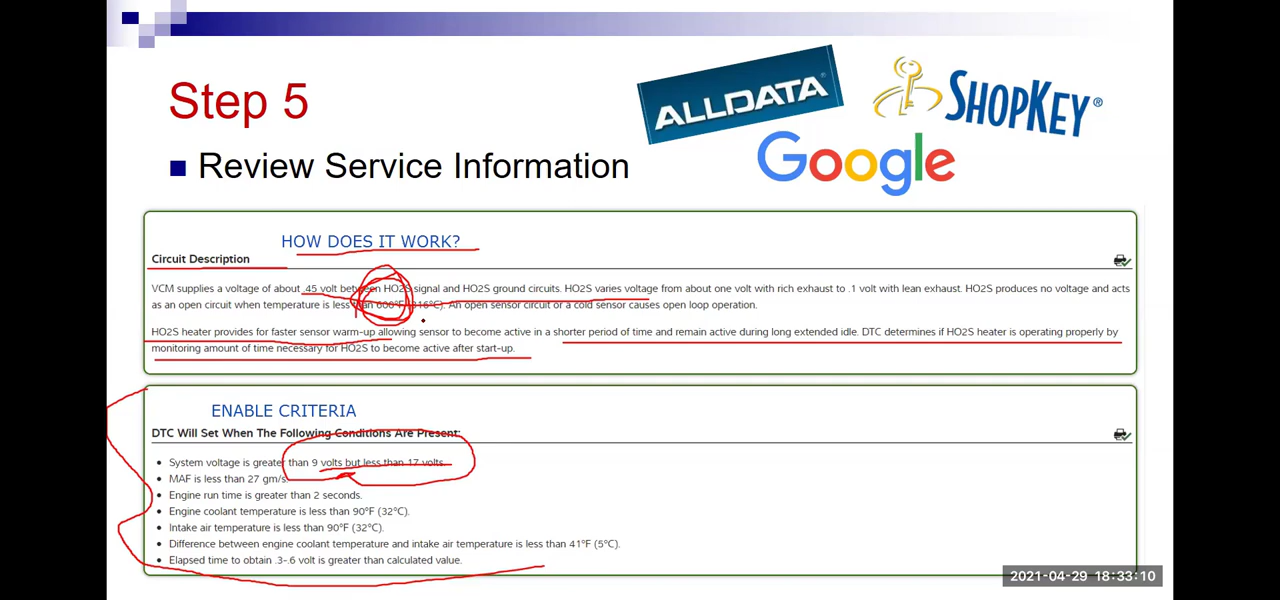 Step 5
ALLDATA
SHOPKEY®
Google
Review Service Information
HOW DOES IT WORK?
Circuit Description
VCM supplies a voltage of about .45 volt between HO2S signal and HO2S ground circuits. HO2S varies voltage from about one volt with rich exhaust to .1 volt with lean exhaust. HO2S produces no voltage and acts
as an open circuit when temperature is less than 600°F (316°C). An open sensor circuit or a cold sensor causes open loop operation.
HO2S heater provides for faster sensor warm-up allowing sensor to become active in a shorter period of time and remain active during long extended idle. DTC determines if HO2S heater is operating properly by
monitoring amount of time necessary for HO2S to become active after start-up.
ENABLE CRITERIA
DTC Will Set When The Following Conditions Are Present:
System voltage is greater than 9 volts but less than 17 volts.
MAF is less than 27 gm/s.
Engine run time is greater than 2 seconds.
Engine coolant temperature is less than 90°F (32°C).
Intake air temperature is less than 90°F (32°C).
Difference between engine coolant temperature and intake air temperature is less than 41°F (5°C).
Elapsed time to obtain .3-.6 volt is greater than calculated value.
2021-04-29 18:33:10